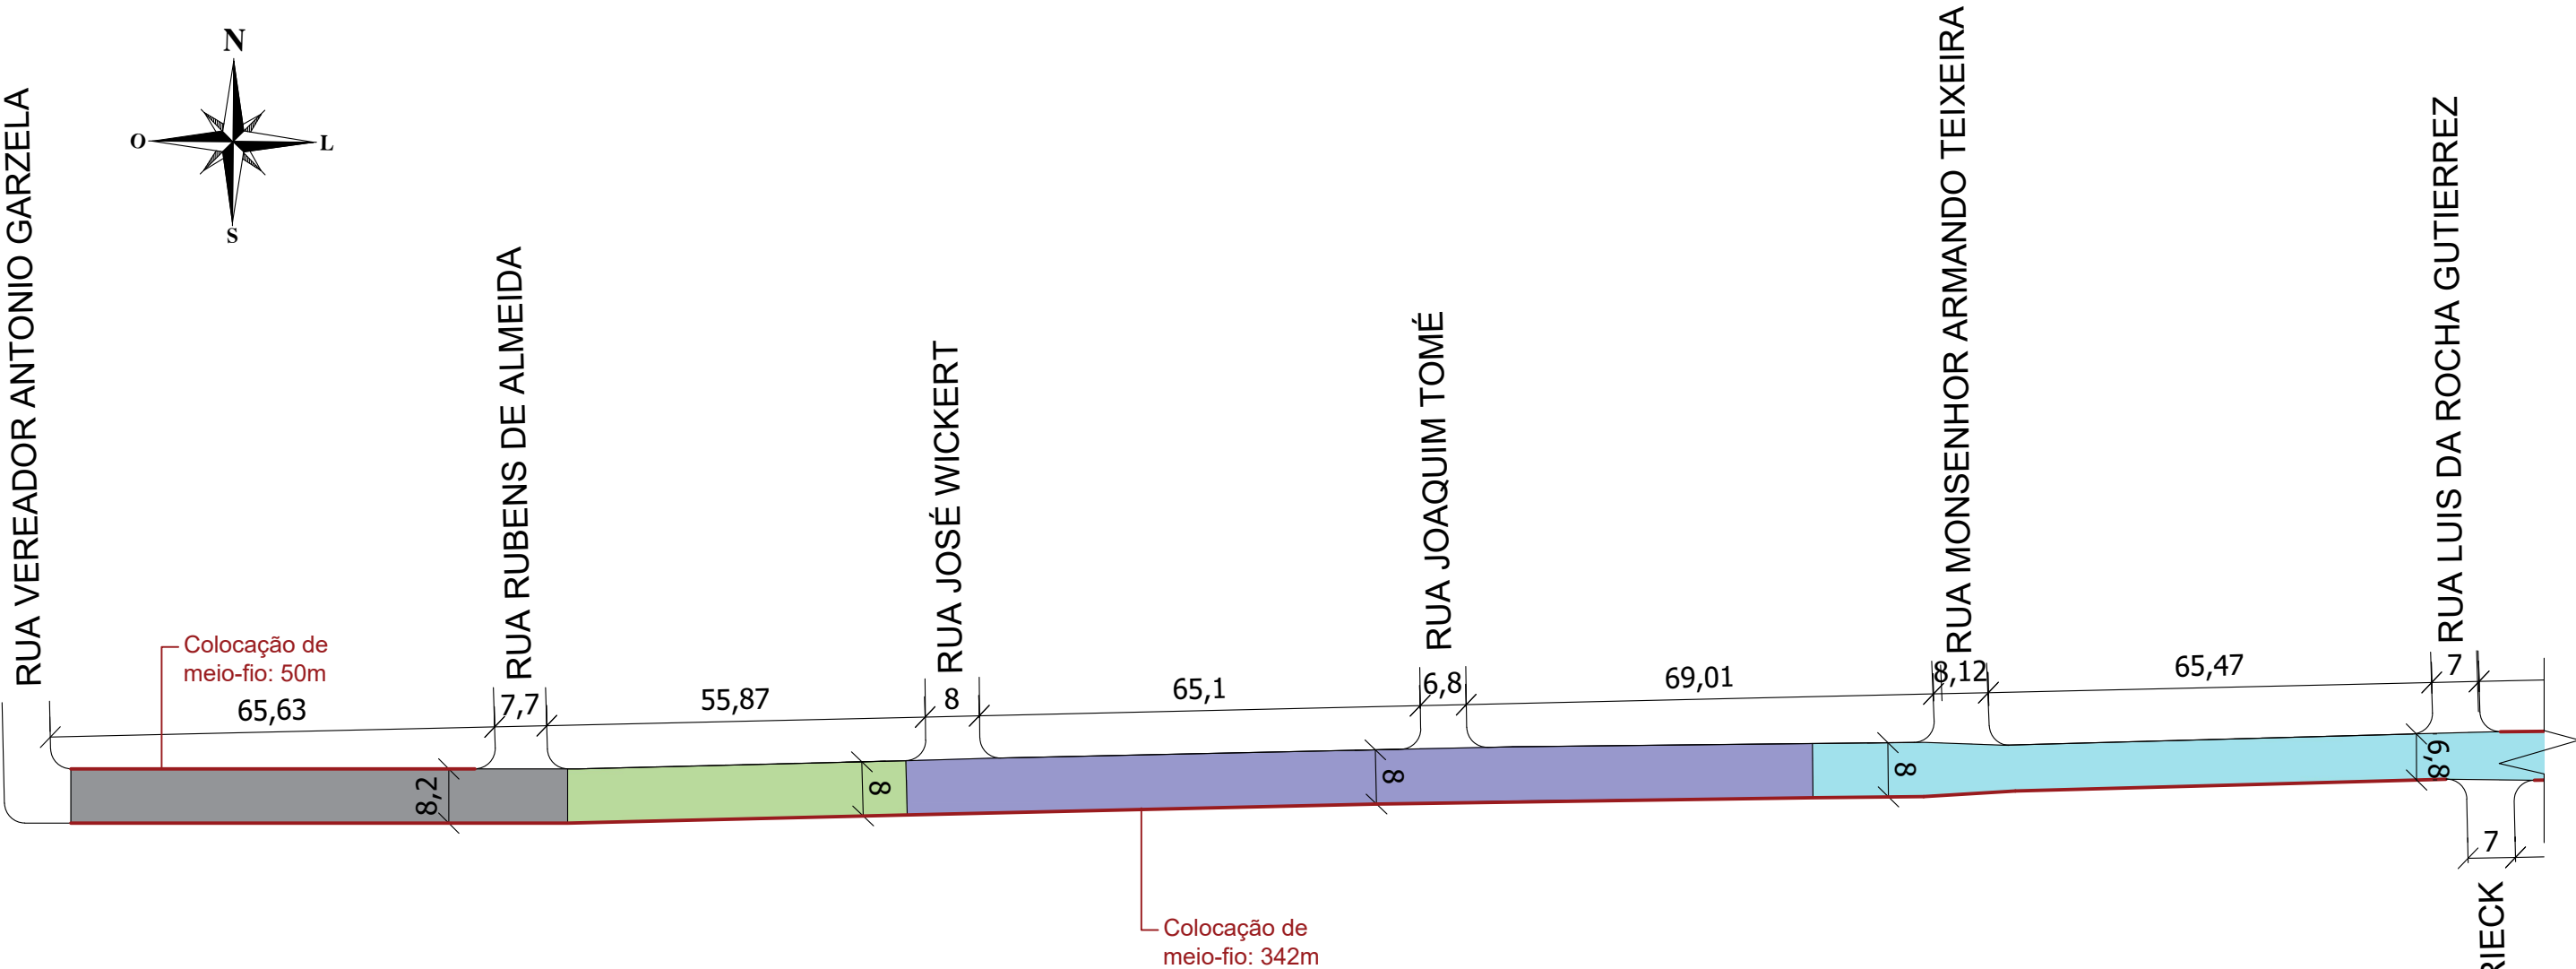 N
O
L
S
RUA VEREADOR ANTONIO GARZELA
RUA RUBENS DE ALMEIDA
RUA JOSÉ WICKERT
RUA JOAQUIM TOMÉ
RUA MONSENHOR ARMANDO TEIXEIRA
RUA LUIS DA ROCHA GUTIERREZ
Colocação de
meio-fio: 50m
65,63
7,7
55,87
8
65,1
6,8
69,01
8,12
65,47
7
8,2
8
8
8
6,8
7
Colocação de
meio-fio: 342m
RIECK